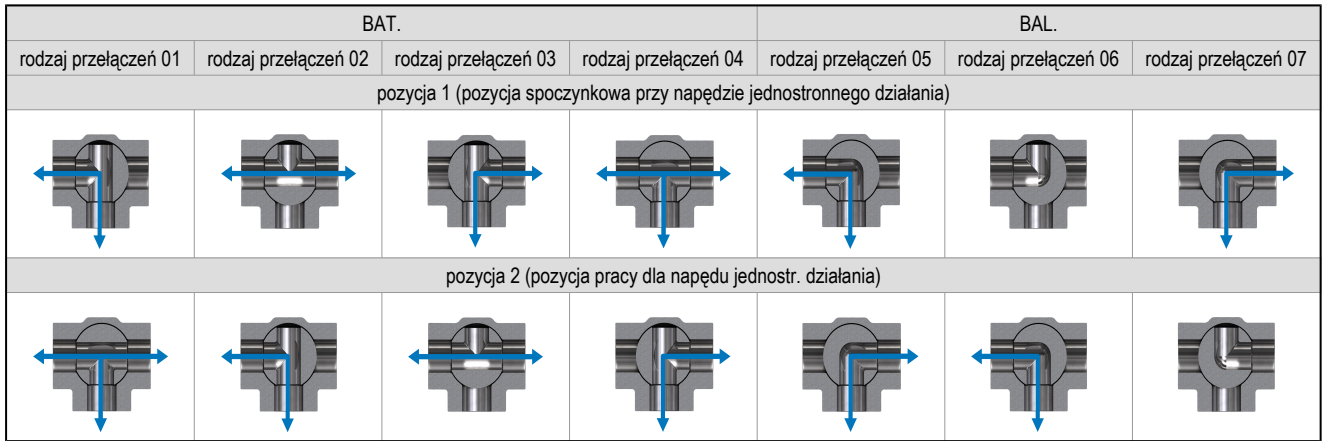 BAT. BAL.
rodzaj przełączeń 01 rodzaj przełączeń 02 rodzaj przełączeń 03 rodzaj przełączeń 04 rodzaj przełączeń 05 rodzaj przełączeń 06 rodzaj przełączeń 07
pozycja 1 (pozycja spoczynkowa przy napędzie jednostronnego działania)
pozycja 2 (pozycja pracy dla napędu jednostr. działania)